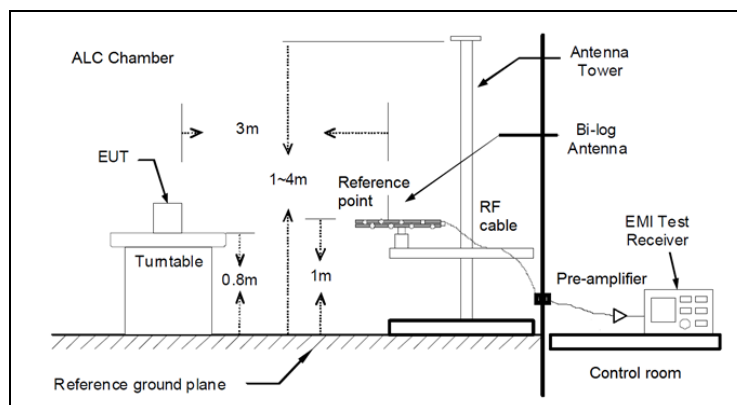 ALC Chamber
Antenna
Tower
3m
Bi-log
Antenna
EUT
1~4m
Reference
point
RF
cable
EMI Test
Receiver
Turntable
0.8m
1m
Pre-amplifier
Reference ground plane
Control room